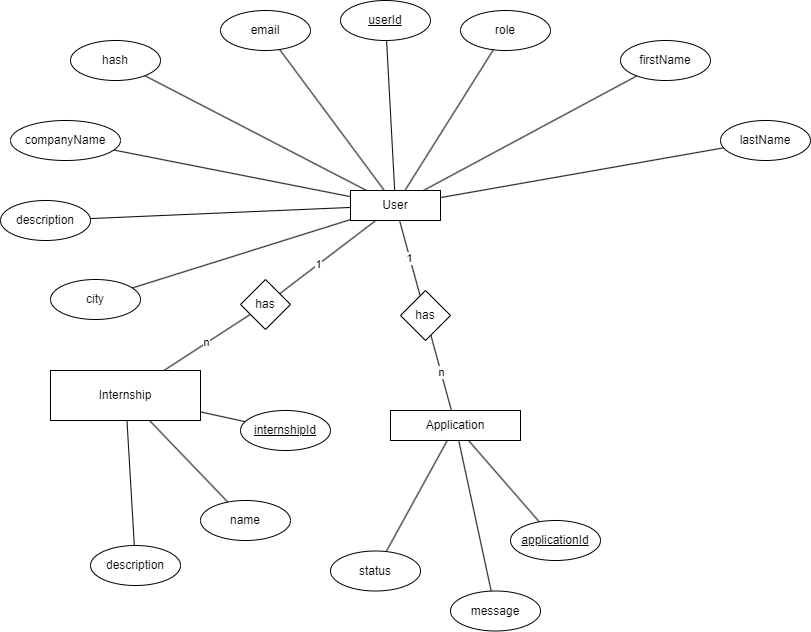 userId
email
role
hash
firstName
companyName
lastName
User
description
1
1
city
has
has
n
n
Internship
internshipId
Application
name
applicationId
description
status
message